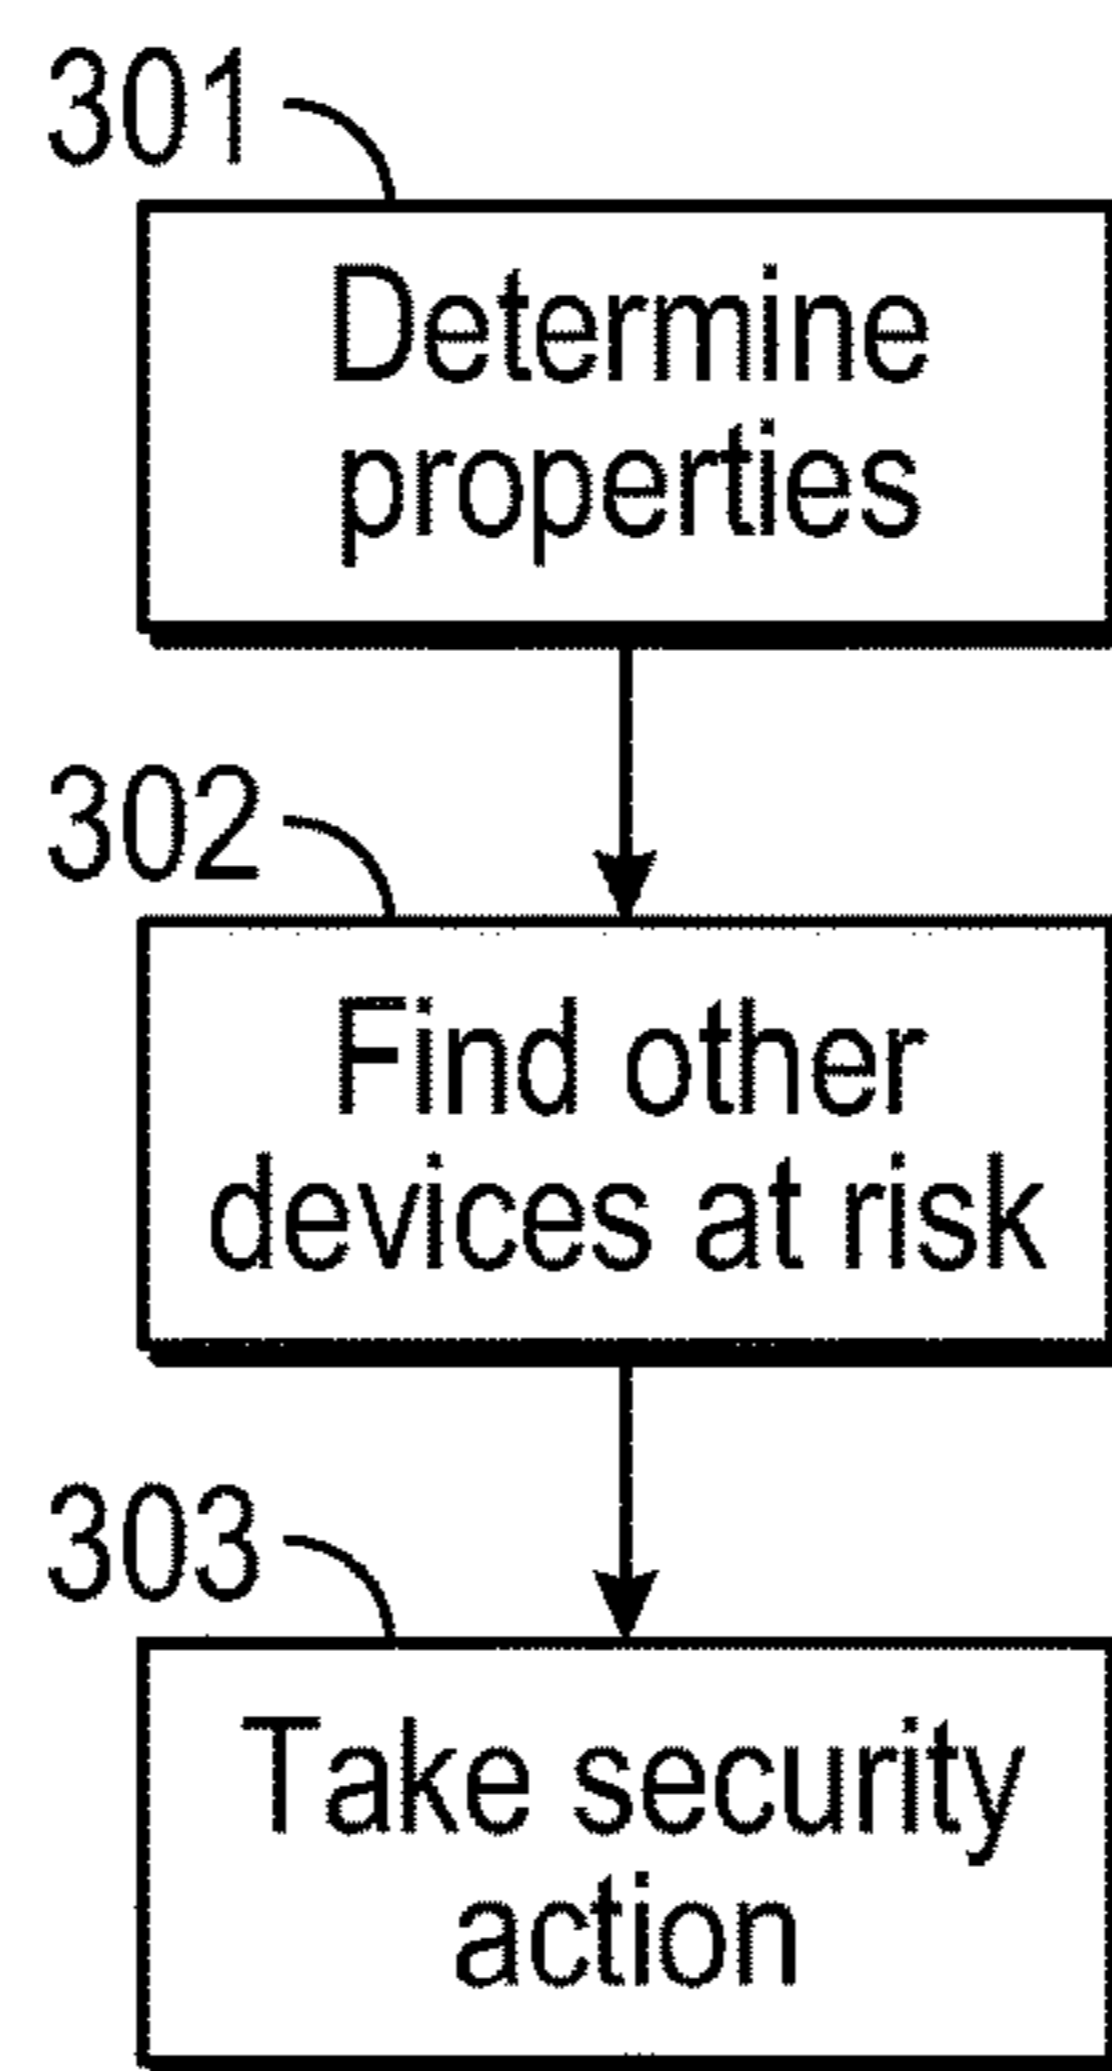 301
Determine
properties
302
Find other
devices at risk
303
Take security
action